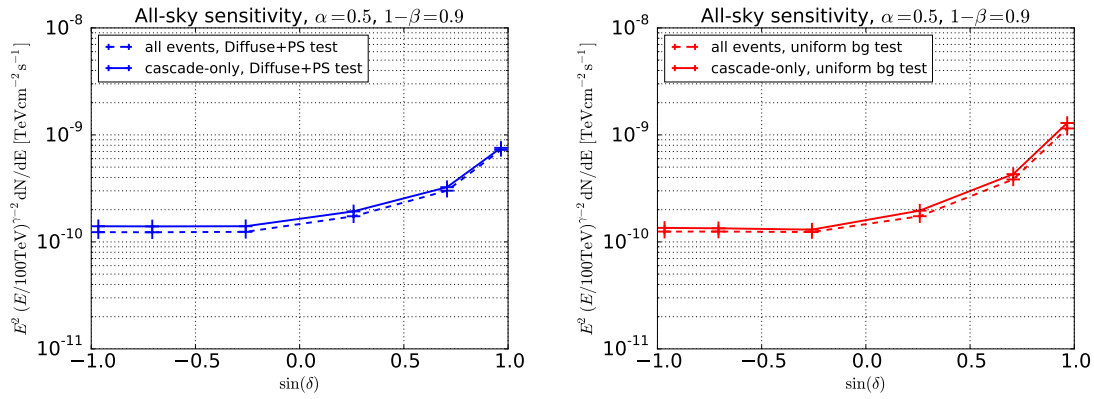 All-sky sensitivity, α=0.5, 1−β=0.9
all events, Diffuse+PS test
cascade-only, Diffuse+PS test
10⁻⁸
10⁻⁹
10⁻¹⁰
10⁻¹¹
E² (E/100TeV)^γ⁻² dN/dE [TeVcm⁻²s⁻¹]
−1.0 −0.5 0.0 0.5 1.0
sin(δ)
All-sky sensitivity, α=0.5, 1−β=0.9
all events, uniform bg test
cascade-only, uniform bg test
10⁻⁸
10⁻⁹
10⁻¹⁰
10⁻¹¹
E² (E/100TeV)^γ⁻² dN/dE [TeVcm⁻²s⁻¹]
−1.0 −0.5 0.0 0.5 1.0
sin(δ)